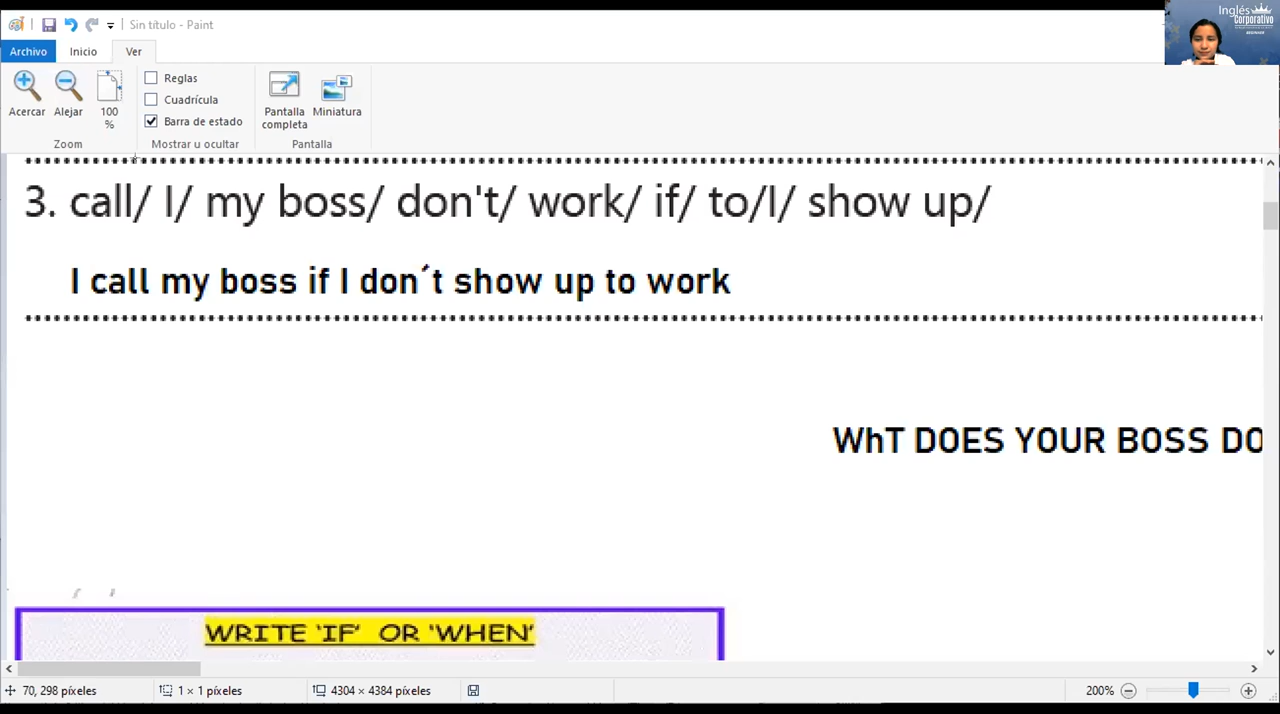 Sin título - Paint
Inglés
Corporativo
Archivo Inicio Ver
Reglas
Cuadrícula
Barra de estado
Acercar Alejar 100 %
Pantalla completa Miniatura
Zoom Mostrar u ocultar Pantalla
3. call/ I/ my boss/ don't/ work/ if/ to/I/ show up/
I call my boss if I don´t show up to work
WhT DOES YOUR BOSS DO
WRITE ‘IF’ OR ‘WHEN’
70, 298 píxeles 1 × 1 píxeles 4304 × 4384 píxeles 200%